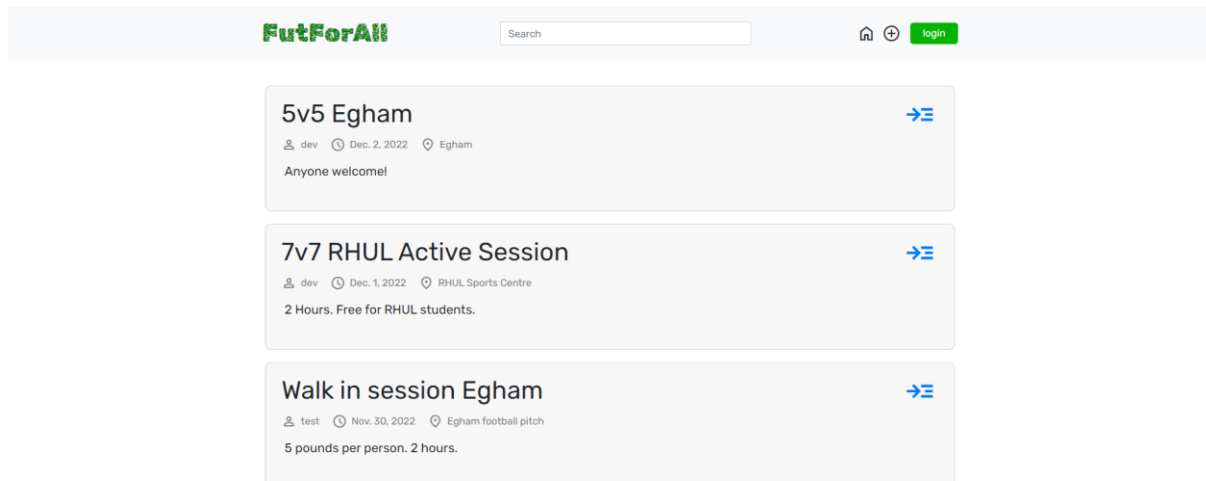 FutForAll
Search
login
5v5 Egham
dev Dec. 2, 2022 Egham
Anyone welcome!
7v7 RHUL Active Session
dev Dec. 1, 2022 RHUL Sports Centre
2 Hours. Free for RHUL students.
Walk in session Egham
test Nov. 30, 2022 Egham football pitch
5 pounds per person. 2 hours.